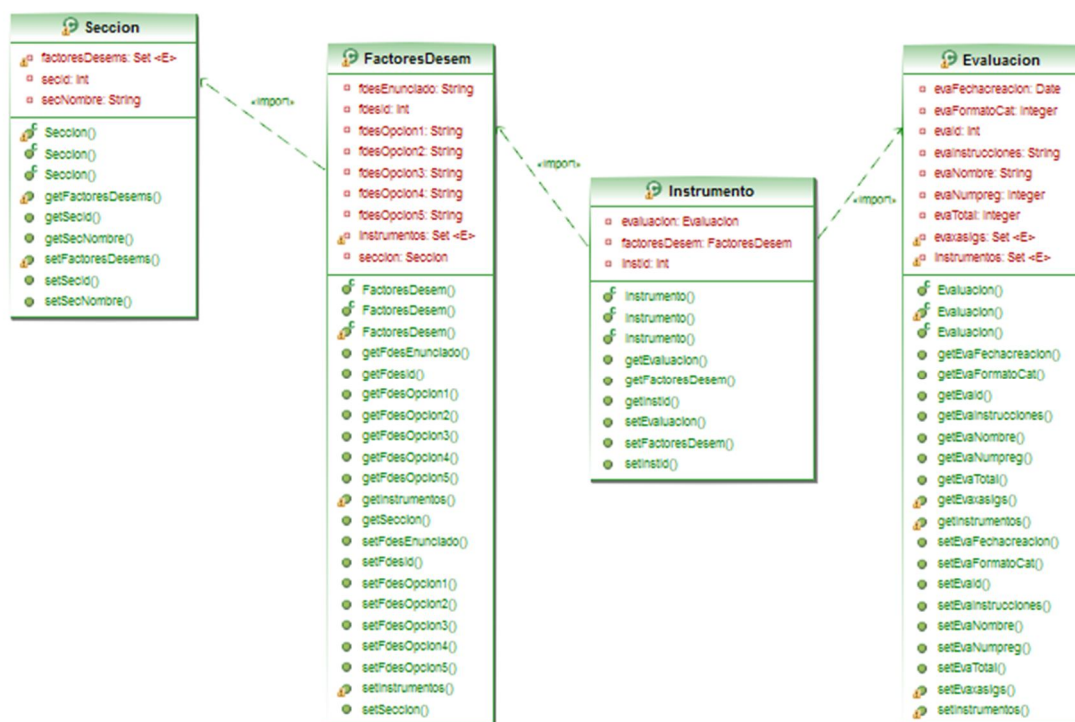 Seccion
factoresDesems: Set <E>
secId: int
secNombre: String
Seccion()
Seccion()
Seccion()
getFactoresDesems()
getSecId()
getSecNombre()
setFactoresDesems()
setSecId()
setSecNombre()
«import»
FactoresDesem
fdesEnunciado: String
fdesId: int
fdesOpcion1: String
fdesOpcion2: String
fdesOpcion3: String
fdesOpcion4: String
fdesOpcion5: String
instrumentos: Set <E>
seccion: Seccion
FactoresDesem()
FactoresDesem()
FactoresDesem()
getFdesEnunciado()
getFdesId()
getFdesOpcion1()
getFdesOpcion2()
getFdesOpcion3()
getFdesOpcion4()
getFdesOpcion5()
getInstrumentos()
getSeccion()
setFdesEnunciado()
setFdesId()
setFdesOpcion1()
setFdesOpcion2()
setFdesOpcion3()
setFdesOpcion4()
setFdesOpcion5()
setInstrumentos()
setSeccion()
«import»
Instrumento
evaluacion: Evaluacion
factoresDesem: FactoresDesem
instId: int
Instrumento()
Instrumento()
Instrumento()
getEvaluacion()
getFactoresDesem()
getInstId()
setEvaluacion()
setFactoresDesem()
setInstId()
«import»
Evaluacion
evaFechacreacion: Date
evaFormatoCat: Integer
evaId: int
evaInstrucciones: String
evaNombre: String
evaNumpreg: Integer
evaTotal: Integer
evaxasigs: Set <E>
instrumentos: Set <E>
Evaluacion()
Evaluacion()
Evaluacion()
getEvaFechacreacion()
getEvaFormatoCat()
getEvaId()
getEvaInstrucciones()
getEvaNombre()
getEvaNumpreg()
getEvaTotal()
getEvaxasigs()
getInstrumentos()
setEvaFechacreacion()
setEvaFormatoCat()
setEvaId()
setEvaInstrucciones()
setEvaNombre()
setEvaNumpreg()
setEvaTotal()
setEvaxasigs()
setInstrumentos()